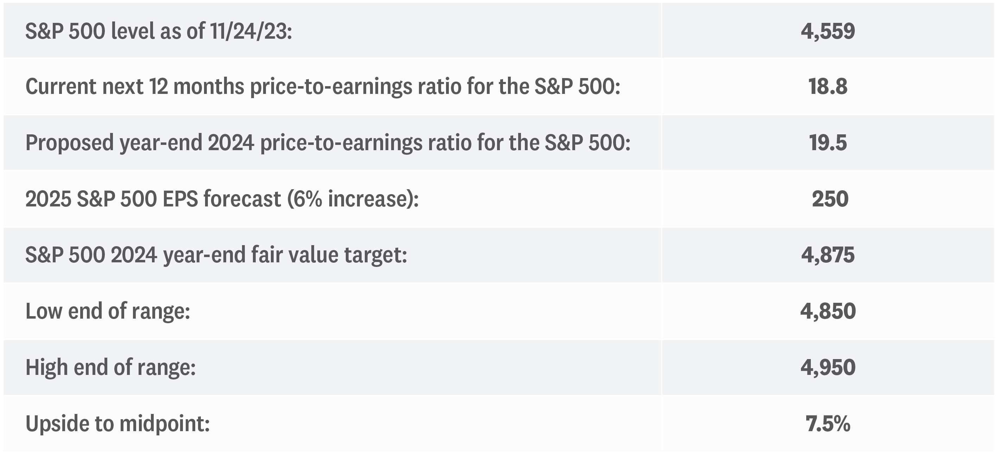 S&P 500 level as of 11/24/23: 4,559
Current next 12 months price-to-earnings ratio for the S&P 500: 18.8
Proposed year-end 2024 price-to-earnings ratio for the S&P 500: 19.5
2025 S&P 500 EPS forecast (6% increase): 250
S&P 500 2024 year-end fair value target: 4,875
Low end of range: 4,850
High end of range: 4,950
Upside to midpoint: 7.5%